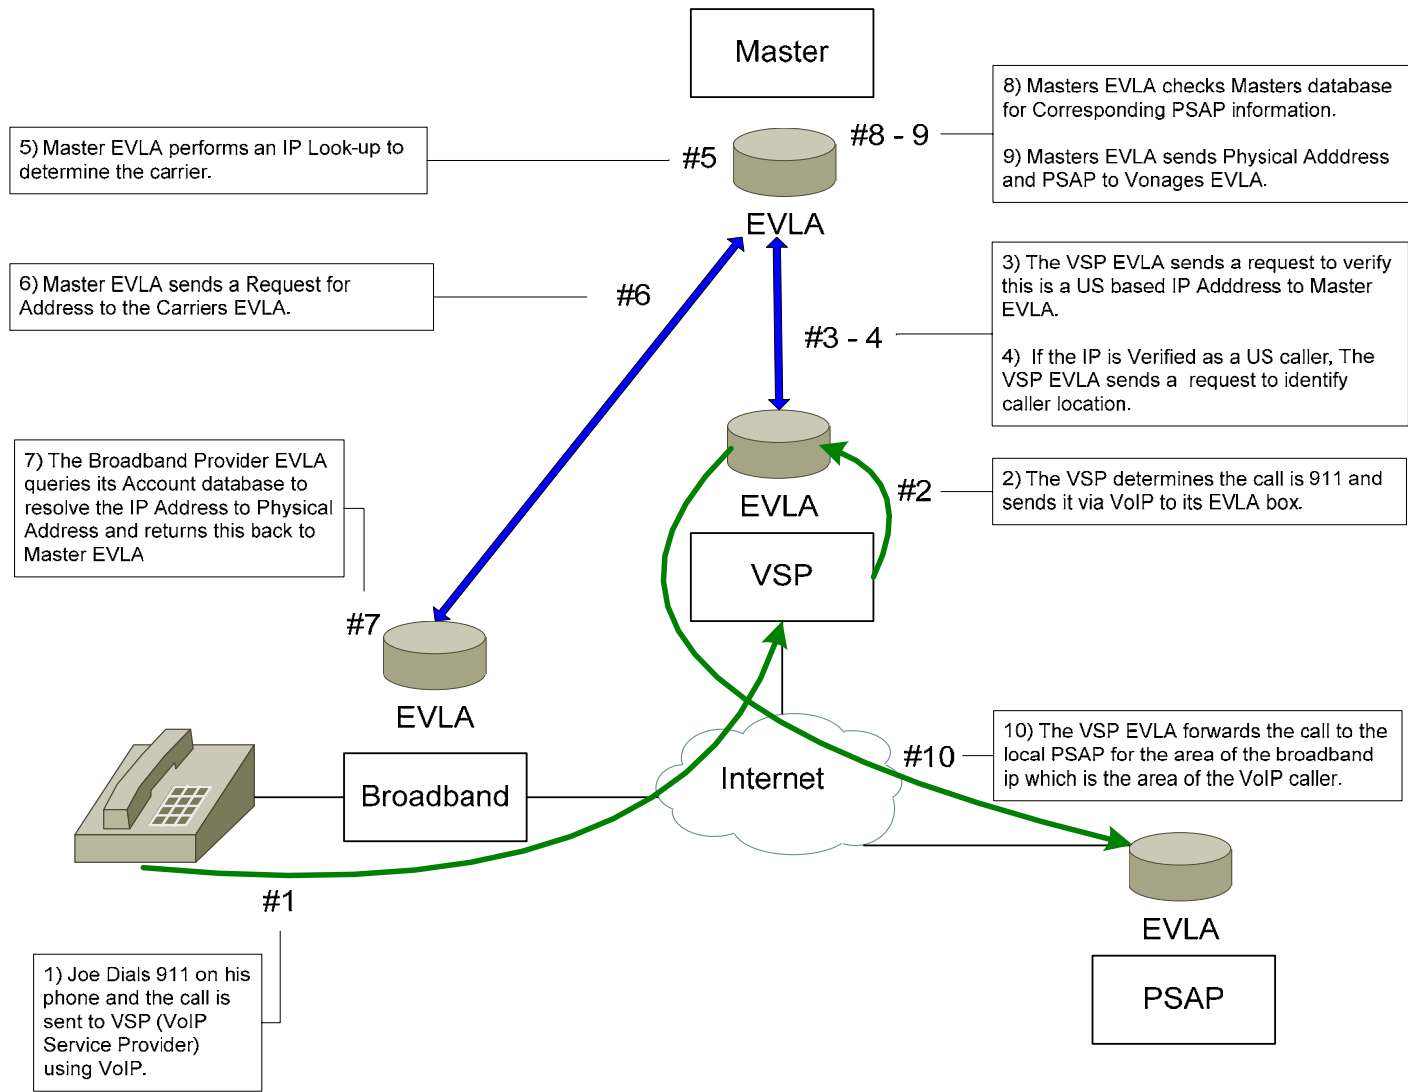 Master
8) Masters EVLA checks Masters database
for Corresponding PSAP information.
9) Masters EVLA sends Physical Adddress
and PSAP to Vonages EVLA.
#8 - 9
5) Master EVLA performs an IP Look-up to
determine the carrier.
#5
EVLA
6) Master EVLA sends a Request for
Address to the Carriers EVLA.
#6
3) The VSP EVLA sends a request to verify
this is a US based IP Adddress to Master
EVLA.
4) If the IP is Verified as a US caller, The
VSP EVLA sends a request to identify
caller location.
#3 - 4
7) The Broadband Provider EVLA
queries its Account database to
resolve the IP Address to Physical
Address and returns this back to
Master EVLA
#7
EVLA
2) The VSP determines the call is 911 and
sends it via VoIP to its EVLA box.
#2
EVLA
VSP
Broadband
Internet
10) The VSP EVLA forwards the call to the
local PSAP for the area of the broadband
ip which is the area of the VoIP caller.
#10
#1
EVLA
PSAP
1) Joe Dials 911 on his
phone and the call is
sent to VSP (VoIP
Service Provider)
using VoIP.